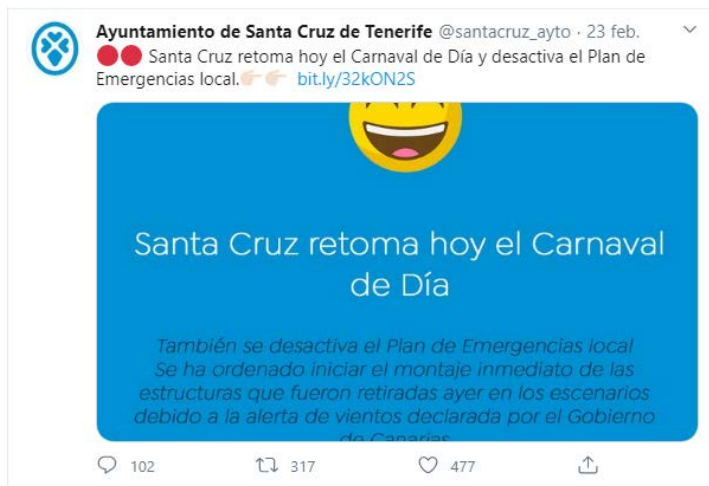 Ayuntamiento de Santa Cruz de Tenerife @santacruz_ayto · 23 feb.
Santa Cruz retoma hoy el Carnaval de Día y desactiva el Plan de
Emergencias local. bit.ly/32kON2S
Santa Cruz retoma hoy el Carnaval
de Día
También se desactiva el Plan de Emergencias local
Se ha ordenado iniciar el montaje inmediato de las
estructuras que fueron retiradas ayer en los escenarios
debido a la alerta de vientos declarada por el Gobierno
de Canarias
102 317 477